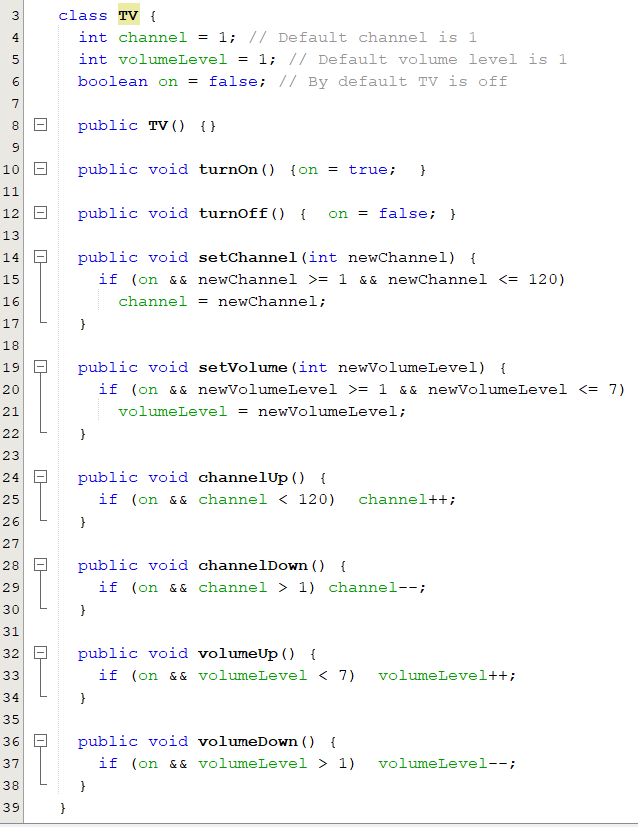 3 class TV {
4 int channel = 1; // Default channel is 1
5 int volumeLevel = 1; // Default volume level is 1
6 boolean on = false; // By default TV is off
7
8 public TV() {}
9
10 public void turnOn() {on = true;  }
11
12 public void turnOff() {  on = false; }
13
14 public void setChannel(int newChannel) {
15 if (on && newChannel >= 1 && newChannel <= 120)
16 channel = newChannel;
17 }
18
19 public void setVolume(int newVolumeLevel) {
20 if (on && newVolumeLevel >= 1 && newVolumeLevel <= 7)
21 volumeLevel = newVolumeLevel;
22 }
23
24 public void channelUp() {
25 if (on && channel < 120)  channel++;
26 }
27
28 public void channelDown() {
29 if (on && channel > 1) channel--;
30 }
31
32 public void volumeUp() {
33 if (on && volumeLevel < 7)  volumeLevel++;
34 }
35
36 public void volumeDown() {
37 if (on && volumeLevel > 1)  volumeLevel--;
38 }
39 }